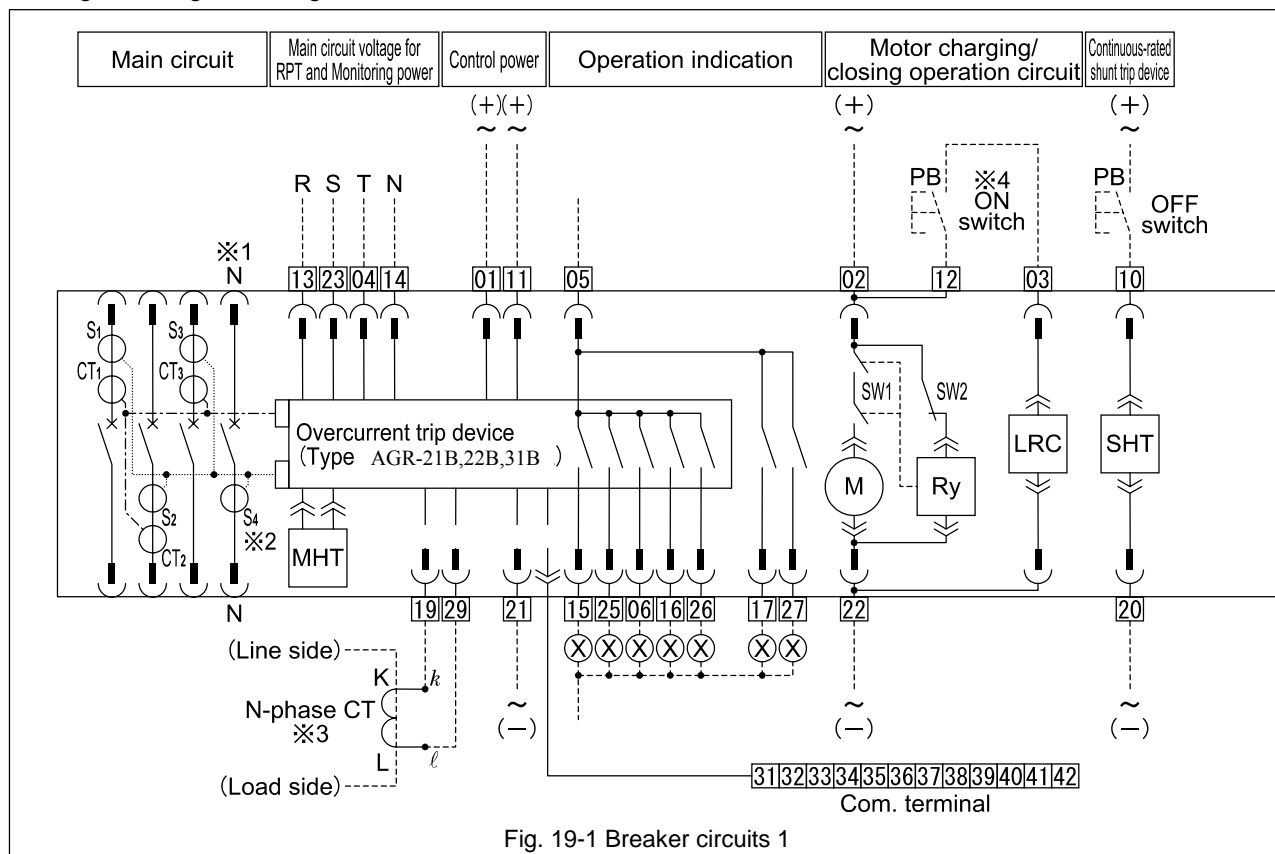 Main circuit
Main circuit voltage for
RPT and Monitoring power
Control power
Operation indication
Motor charging/
closing operation circuit
Continuous-rated
shunt trip device
(+)(+)
(+)
(+)
~ ~ ~ ~
R S T N
PB
※4
ON
switch
PB
OFF
switch
※1
N
13 23 04 14 01 11 05 02 12 03 10
S1
S3
CT1
CT3
SW1
SW2
Overcurrent trip device
(Type AGR-21B,22B,31B )
LRC
SHT
M
Ry
S2
S4
※2
CT2
MHT
N
19 29 21 15 25 06 16 26 17 27 22 20
(Line side)
X X X X X X X
K
k
N-phase CT
※3
~ ~ ~
(−) (−) (−)
L
ℓ
(Load side)
31 32 33 34 35 36 37 38 39 40 41 42
Com. terminal
Fig. 19-1 Breaker circuits 1